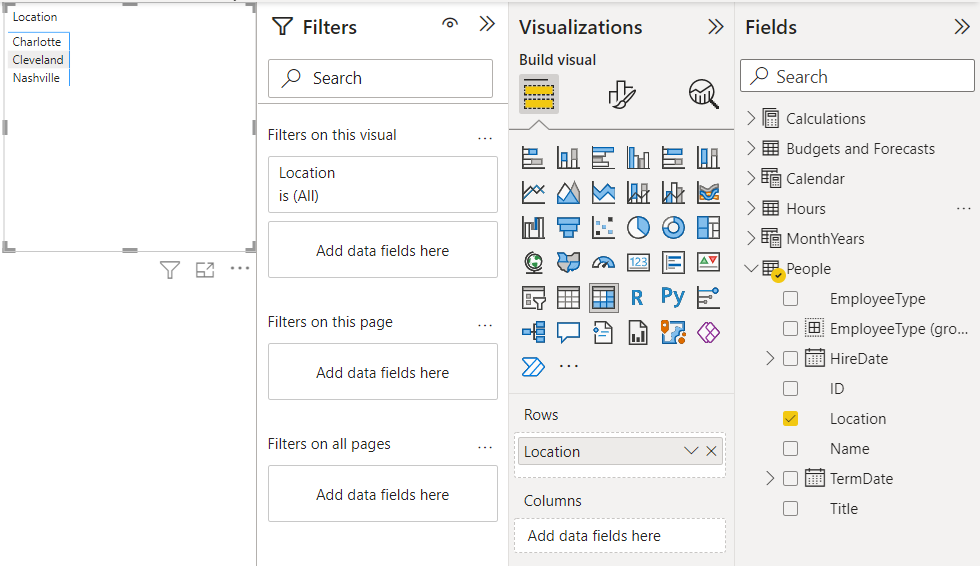 Location
Charlotte
Cleveland
Nashville
Filters
Search
Filters on this visual
...
Location
is (All)
Add data fields here
Filters on this page
...
Add data fields here
Filters on all pages
...
Add data fields here
Visualizations
Build visual
123
R
Py
...
Rows
Location
Columns
Add data fields here
Fields
Search
Calculations
Budgets and Forecasts
Calendar
Hours
...
MonthYears
People
EmployeeType
EmployeeType (gro...
HireDate
ID
Location
Name
TermDate
Title